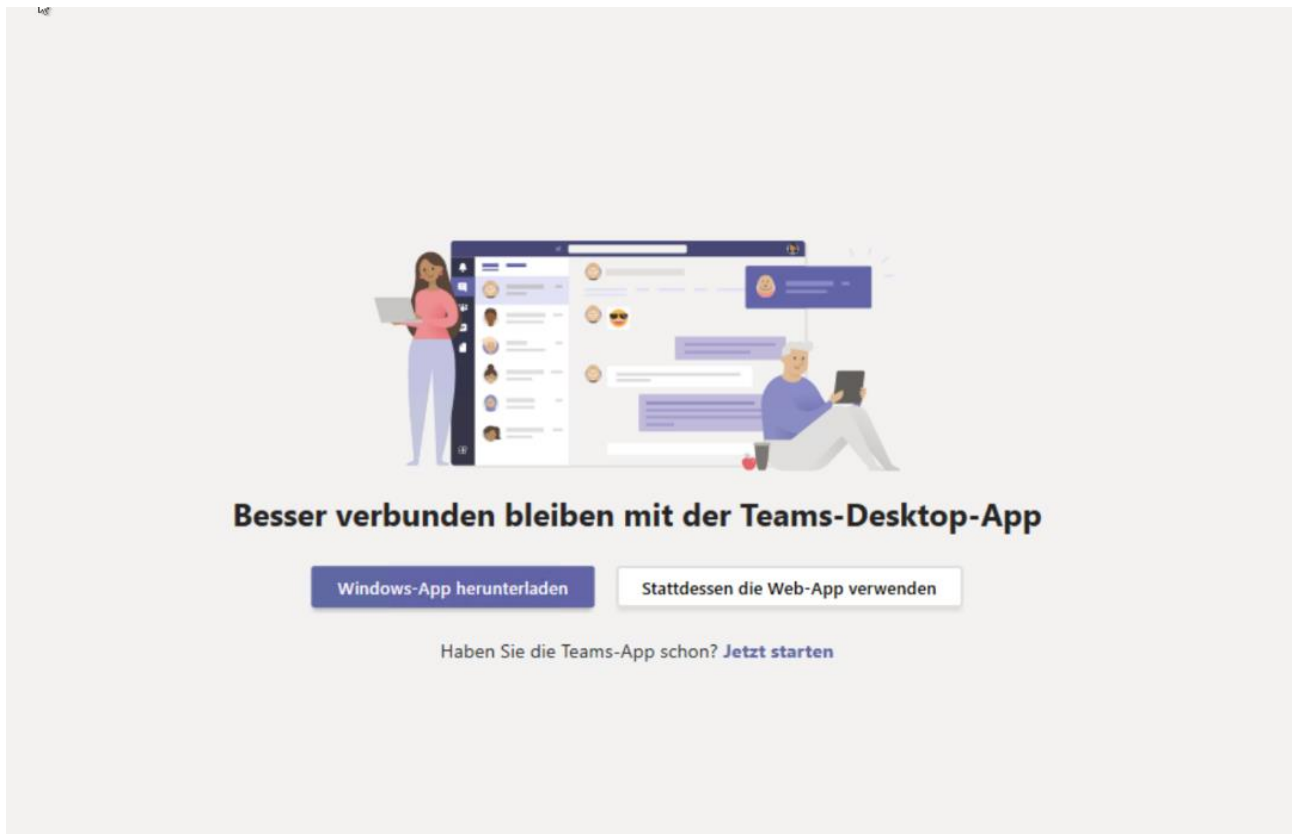 Besser verbunden bleiben mit der Teams-Desktop-App
Windows-App herunterladen
Stattdessen die Web-App verwenden
Haben Sie die Teams-App schon? Jetzt starten